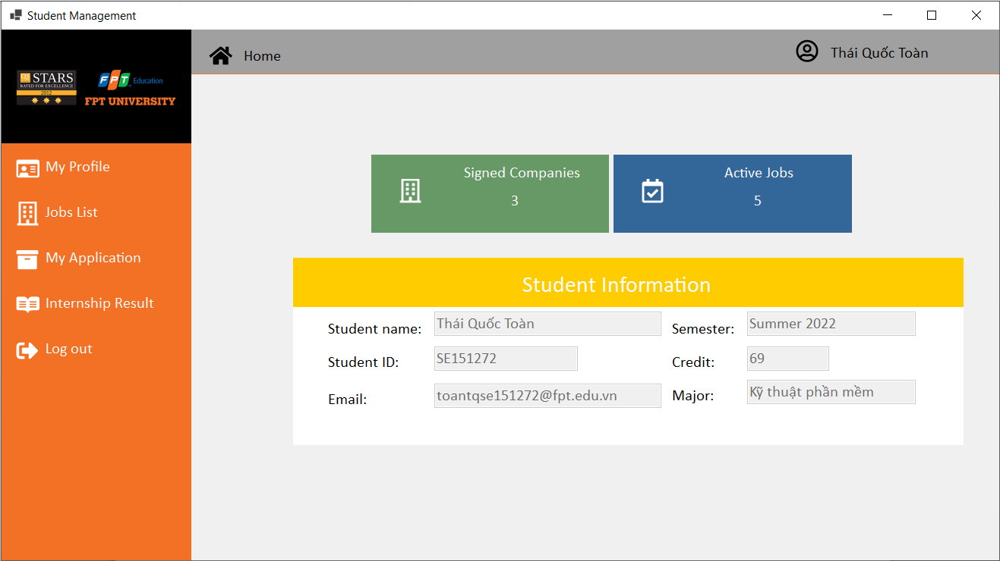 Student Management
QS STARS
RATED FOR EXCELLENCE
2012
FPT Education
FPT UNIVERSITY
Home
Thái Quốc Toàn
My Profile
Jobs List
My Application
Internship Result
Log out
Signed Companies
3
Active Jobs
5
Student Information
Student name: Thái Quốc Toàn Semester: Summer 2022
Student ID: SE151272 Credit: 69
Email: toantqse151272@fpt.edu.vn Major: Kỹ thuật phần mềm